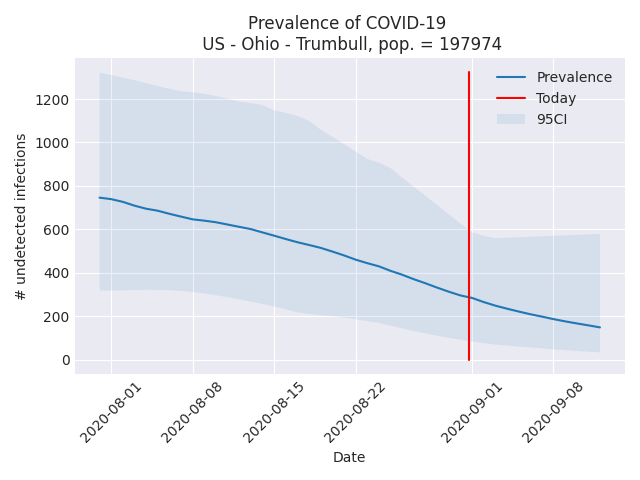 Prevalence of COVID-19
US - Ohio - Trumbull, pop. = 197974
Prevalence
Today
95CI
# undetected infections
1200
1000
800
600
400
200
0
2020-08-01
2020-08-08
2020-08-15
2020-08-22
2020-09-01
2020-09-08
Date